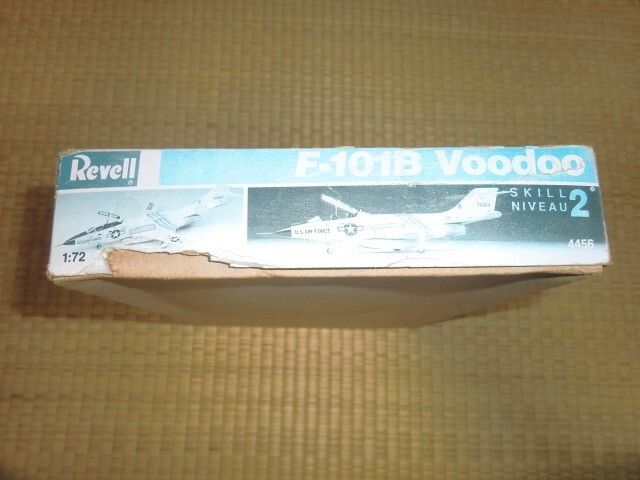 Revell®
F-101B Voodoo
SKILL
NIVEAU 2
U.S. AIR FORCE
1:72
4456